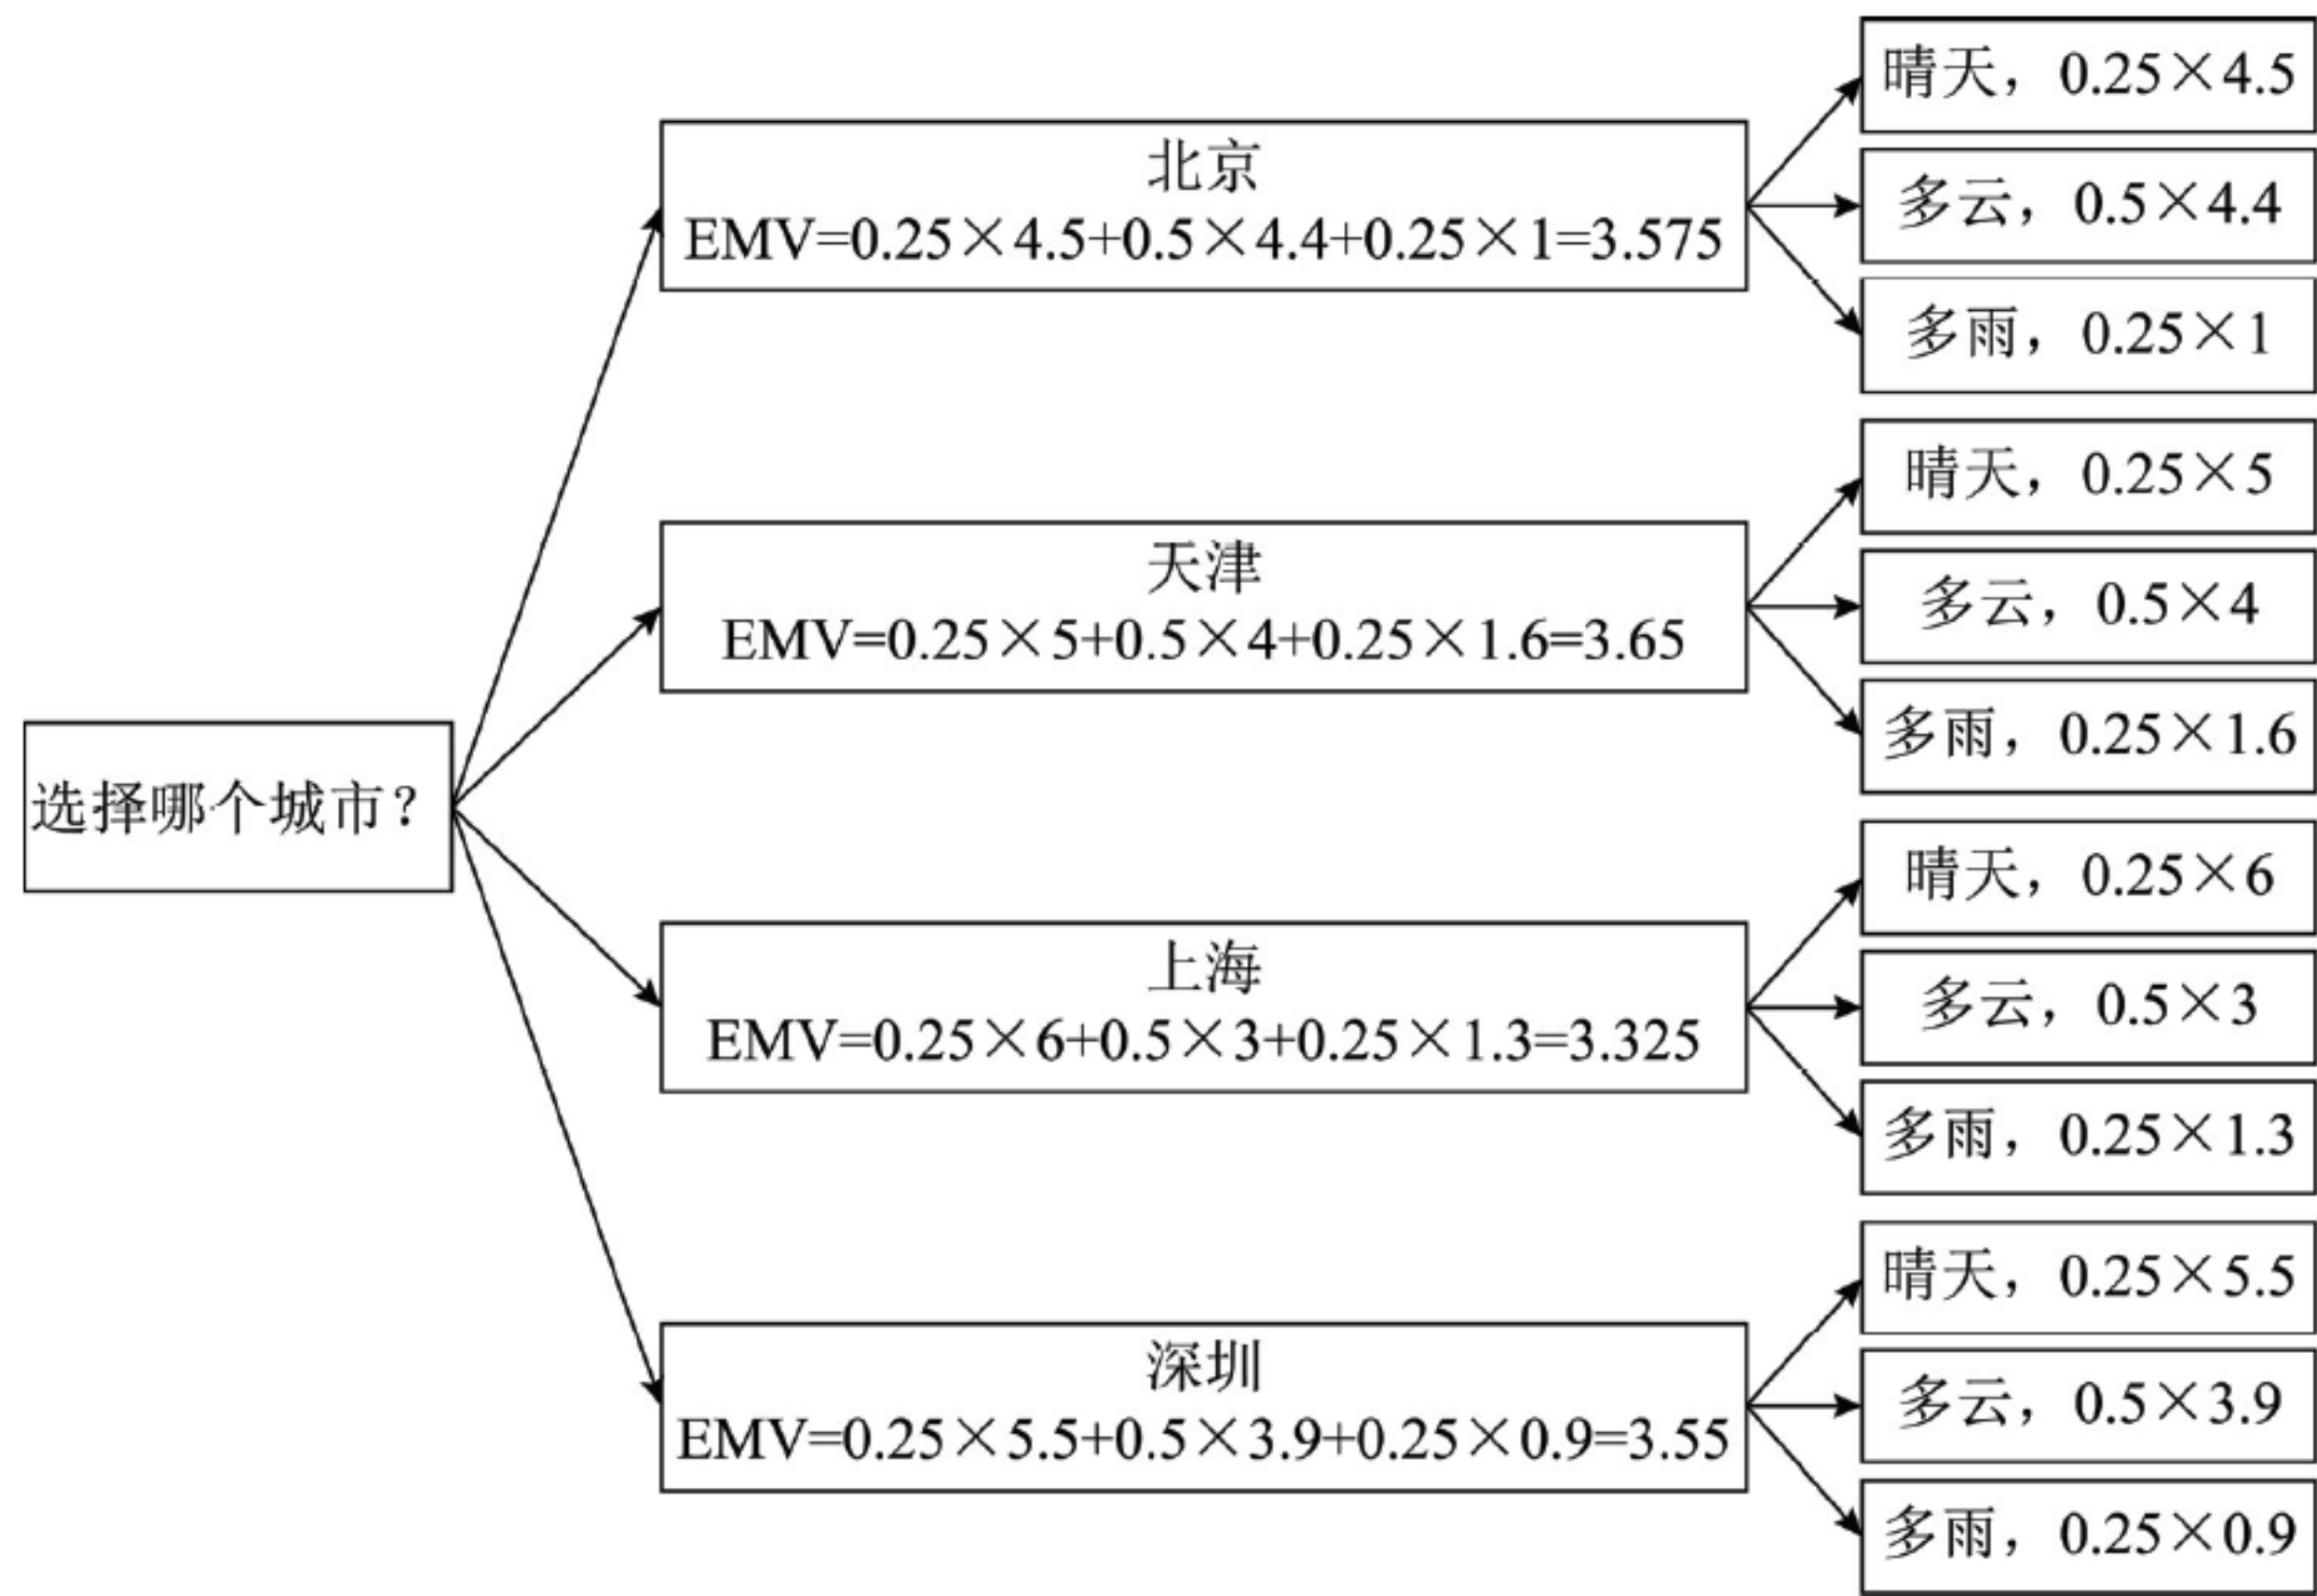 选择哪个城市?
北京
EMV=0.25×4.5+0.5×4.4+0.25×1=3.575
晴天，0.25×4.5
多云，0.5×4.4
多雨，0.25×1
天津
EMV=0.25×5+0.5×4+0.25×1.6=3.65
晴天，0.25×5
多云，0.5×4
多雨，0.25×1.6
上海
EMV=0.25×6+0.5×3+0.25×1.3=3.325
晴天，0.25×6
多云，0.5×3
多雨，0.25×1.3
深圳
EMV=0.25×5.5+0.5×3.9+0.25×0.9=3.55
晴天，0.25×5.5
多云，0.5×3.9
多雨，0.25×0.9